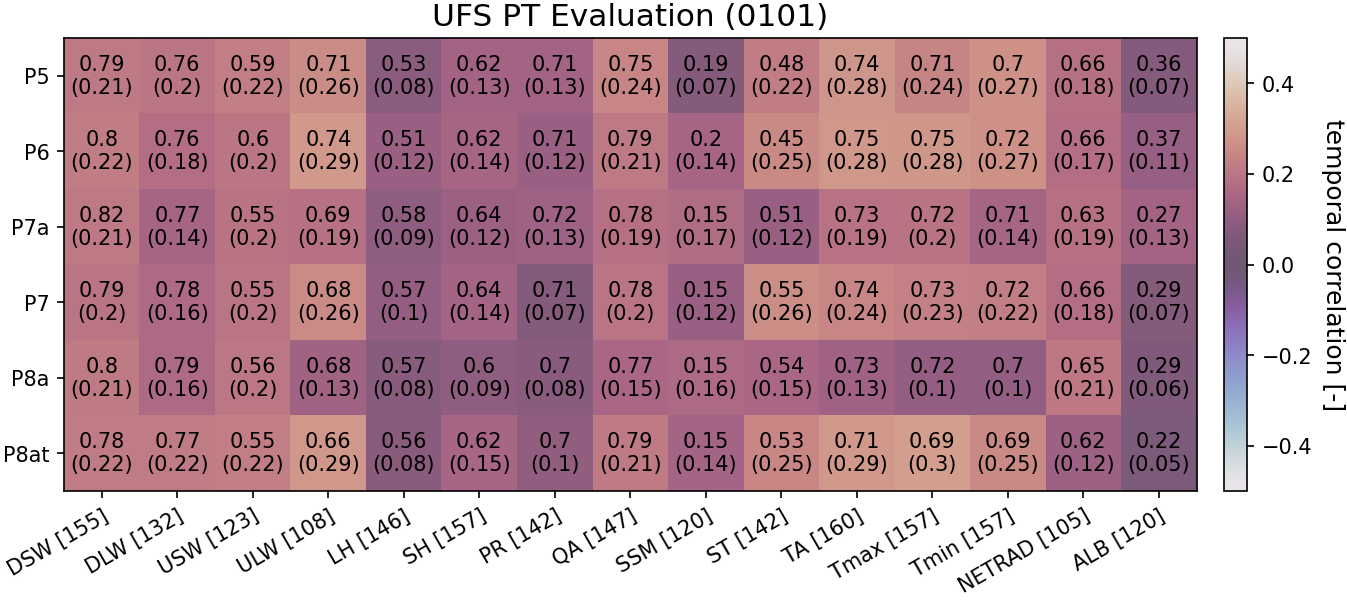 UFS PT Evaluation (0101)
P5
0.79 0.76 0.59 0.71 0.53 0.62 0.71 0.75 0.19 0.48 0.74 0.71 0.7 0.66 0.36
(0.21) (0.2) (0.22) (0.26) (0.08) (0.13) (0.13) (0.24) (0.07) (0.22) (0.28) (0.24) (0.27) (0.18) (0.07)
P6
0.8 0.76 0.6 0.74 0.51 0.62 0.71 0.79 0.2 0.45 0.75 0.75 0.72 0.66 0.37
(0.22) (0.18) (0.2) (0.29) (0.12) (0.14) (0.12) (0.21) (0.14) (0.25) (0.28) (0.28) (0.27) (0.17) (0.11)
P7a
0.82 0.77 0.55 0.69 0.58 0.64 0.72 0.78 0.15 0.51 0.73 0.72 0.71 0.63 0.27
(0.21) (0.14) (0.2) (0.19) (0.09) (0.12) (0.13) (0.19) (0.17) (0.12) (0.19) (0.2) (0.14) (0.19) (0.13)
P7
0.79 0.78 0.55 0.68 0.57 0.64 0.71 0.78 0.15 0.55 0.74 0.73 0.72 0.66 0.29
(0.2) (0.16) (0.2) (0.26) (0.1) (0.14) (0.07) (0.2) (0.12) (0.26) (0.24) (0.23) (0.22) (0.18) (0.07)
P8a
0.8 0.79 0.56 0.68 0.57 0.6 0.7 0.77 0.15 0.54 0.73 0.72 0.7 0.65 0.29
(0.21) (0.16) (0.2) (0.13) (0.08) (0.09) (0.08) (0.15) (0.16) (0.15) (0.13) (0.1) (0.1) (0.21) (0.06)
P8at
0.78 0.77 0.55 0.66 0.56 0.62 0.7 0.79 0.15 0.53 0.71 0.69 0.69 0.62 0.22
(0.22) (0.22) (0.22) (0.29) (0.08) (0.15) (0.1) (0.21) (0.14) (0.25) (0.29) (0.3) (0.25) (0.12) (0.05)
DSW [155]
DLW [132]
USW [123]
ULW [108]
LH [146]
SH [157]
PR [142]
QA [147]
SSM [120]
ST [142]
TA [160]
Tmax [157]
Tmin [157]
NETRAD [105]
ALB [120]
0.4
0.2
0.0
−0.2
−0.4
temporal correlation [-]